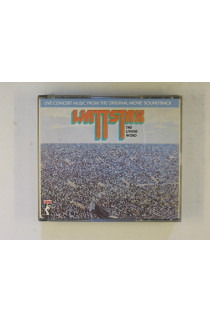 LIVE CONCERT MUSIC FROM THE ORIGINAL MOVIE SOUNDTRACK
WATTSTAX
THE
LIVING
WORD